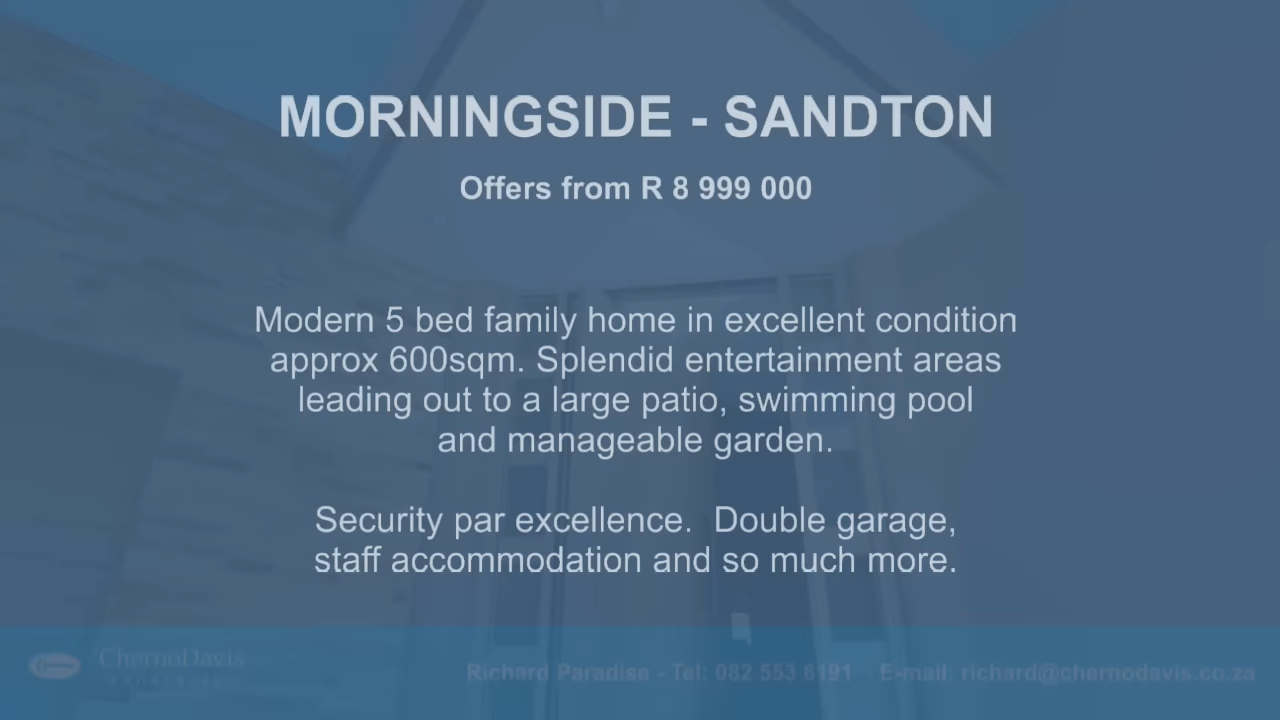 MORNINGSIDE - SANDTON
Offers from R 8 999 000
Modern 5 bed family home in excellent condition
approx 600sqm. Splendid entertainment areas
leading out to a large patio, swimming pool
and manageable garden.
Security par excellence. Double garage,
staff accommodation and so much more.
ChernoDavis
Richard Paradise - Tel: 082 553 6191 - E-mail: richard@chernodavis.co.za